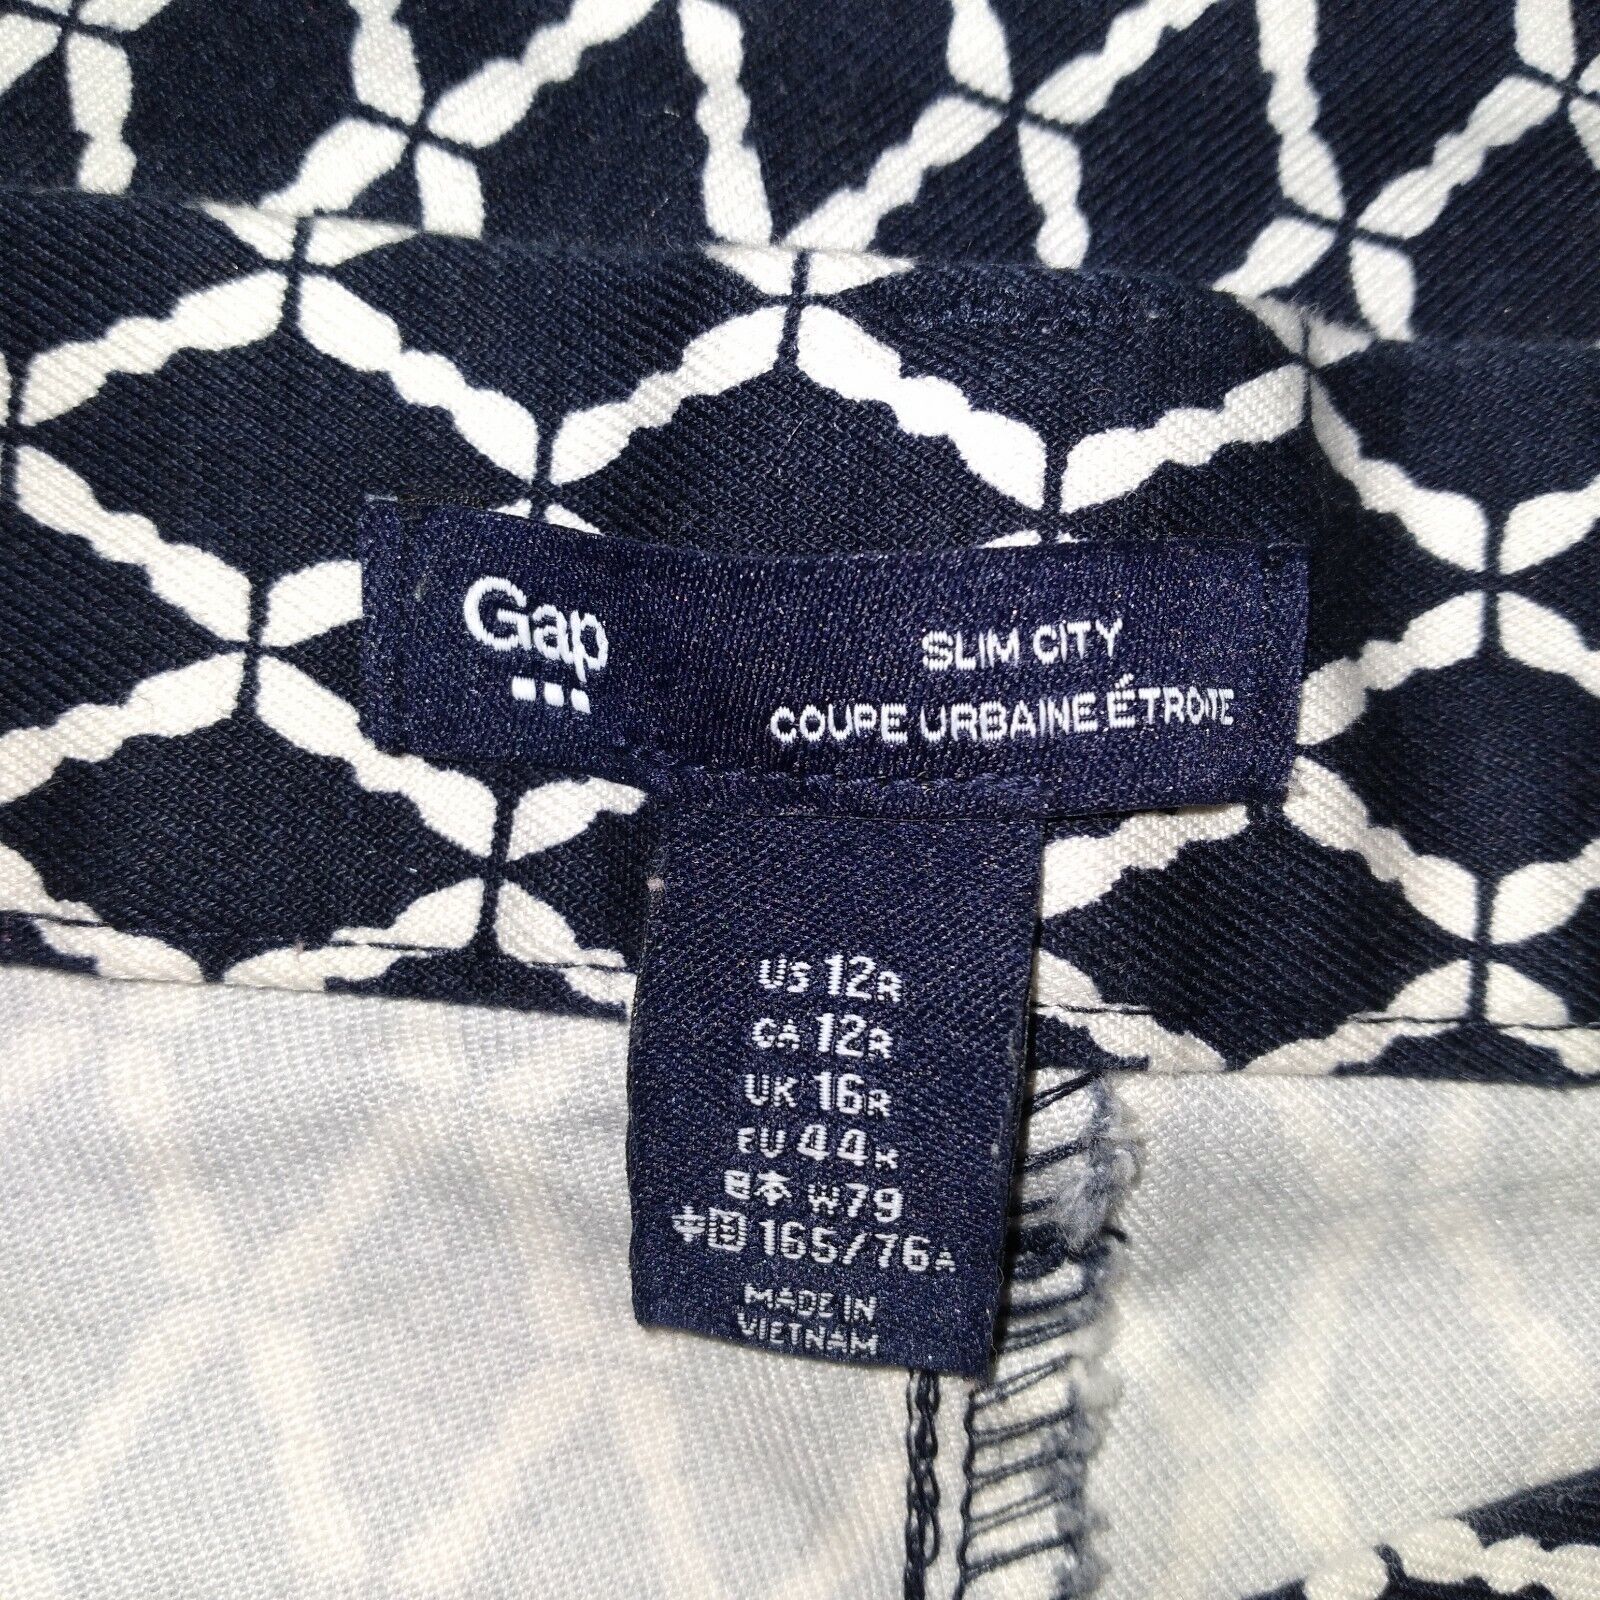 Gap
SLIM CITY
COUPE URBAINE ÉTROITE
US 12R
CA 12R
UK 16R
EU 44R
日本 W79
中国 165/76A
MADE IN
VIETNAM